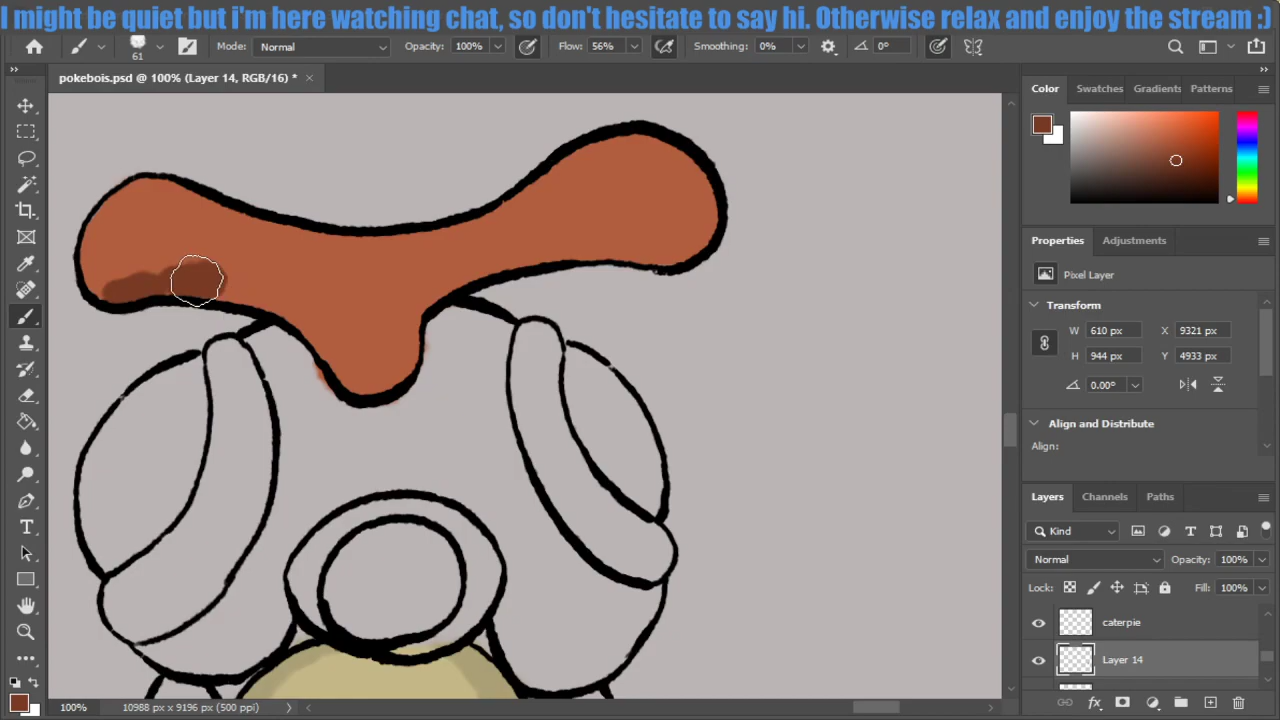 I might be quiet but i'm here watching chat, so don't hesitate to say hi. Otherwise relax and enjoy the stream :)
61
Mode: Normal Opacity: 100% Flow: 56% Smoothing: 0% 0°
pokebois.psd @ 100% (Layer 14, RGB/16) *
Color Swatches Gradients Patterns
Properties Adjustments
Pixel Layer
Transform
W 610 px X 9321 px
H 944 px Y 4933 px
0.00°
Align and Distribute
Align:
Layers Channels Paths
Kind
Normal Opacity: 100%
Lock: Fill: 100%
caterpie
Layer 14
100% 10988 px x 9196 px (500 ppi)